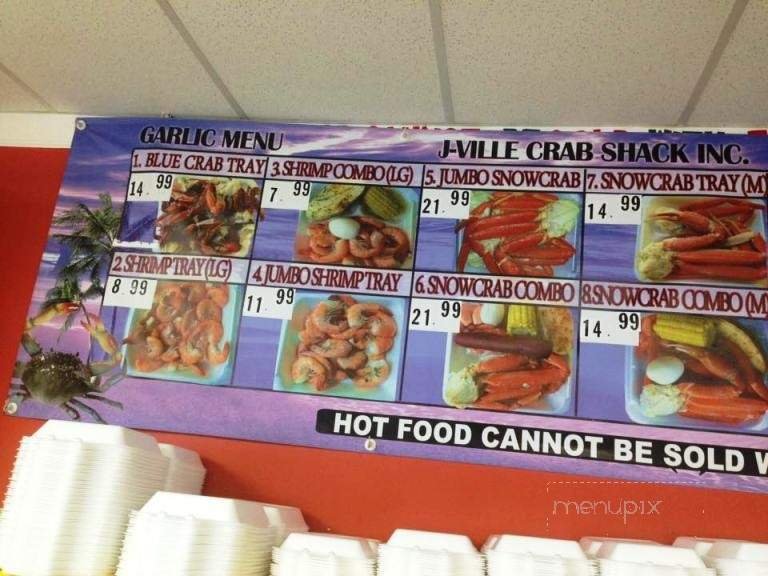 GARLIC MENU
J-VILLE CRAB SHACK INC.
1. BLUE CRAB TRAY
14.99
3. SHRIMP COMBO (LG)
7.99
5. JUMBO SNOWCRAB
21.99
7. SNOWCRAB TRAY (M)
14.99
2. SHRIMP TRAY (LG)
8.99
4. JUMBO SHRIMP TRAY
11.99
6. SNOWCRAB COMBO
21.99
8. SNOWCRAB COMBO (M)
14.99
HOT FOOD CANNOT BE SOLD W
menupix